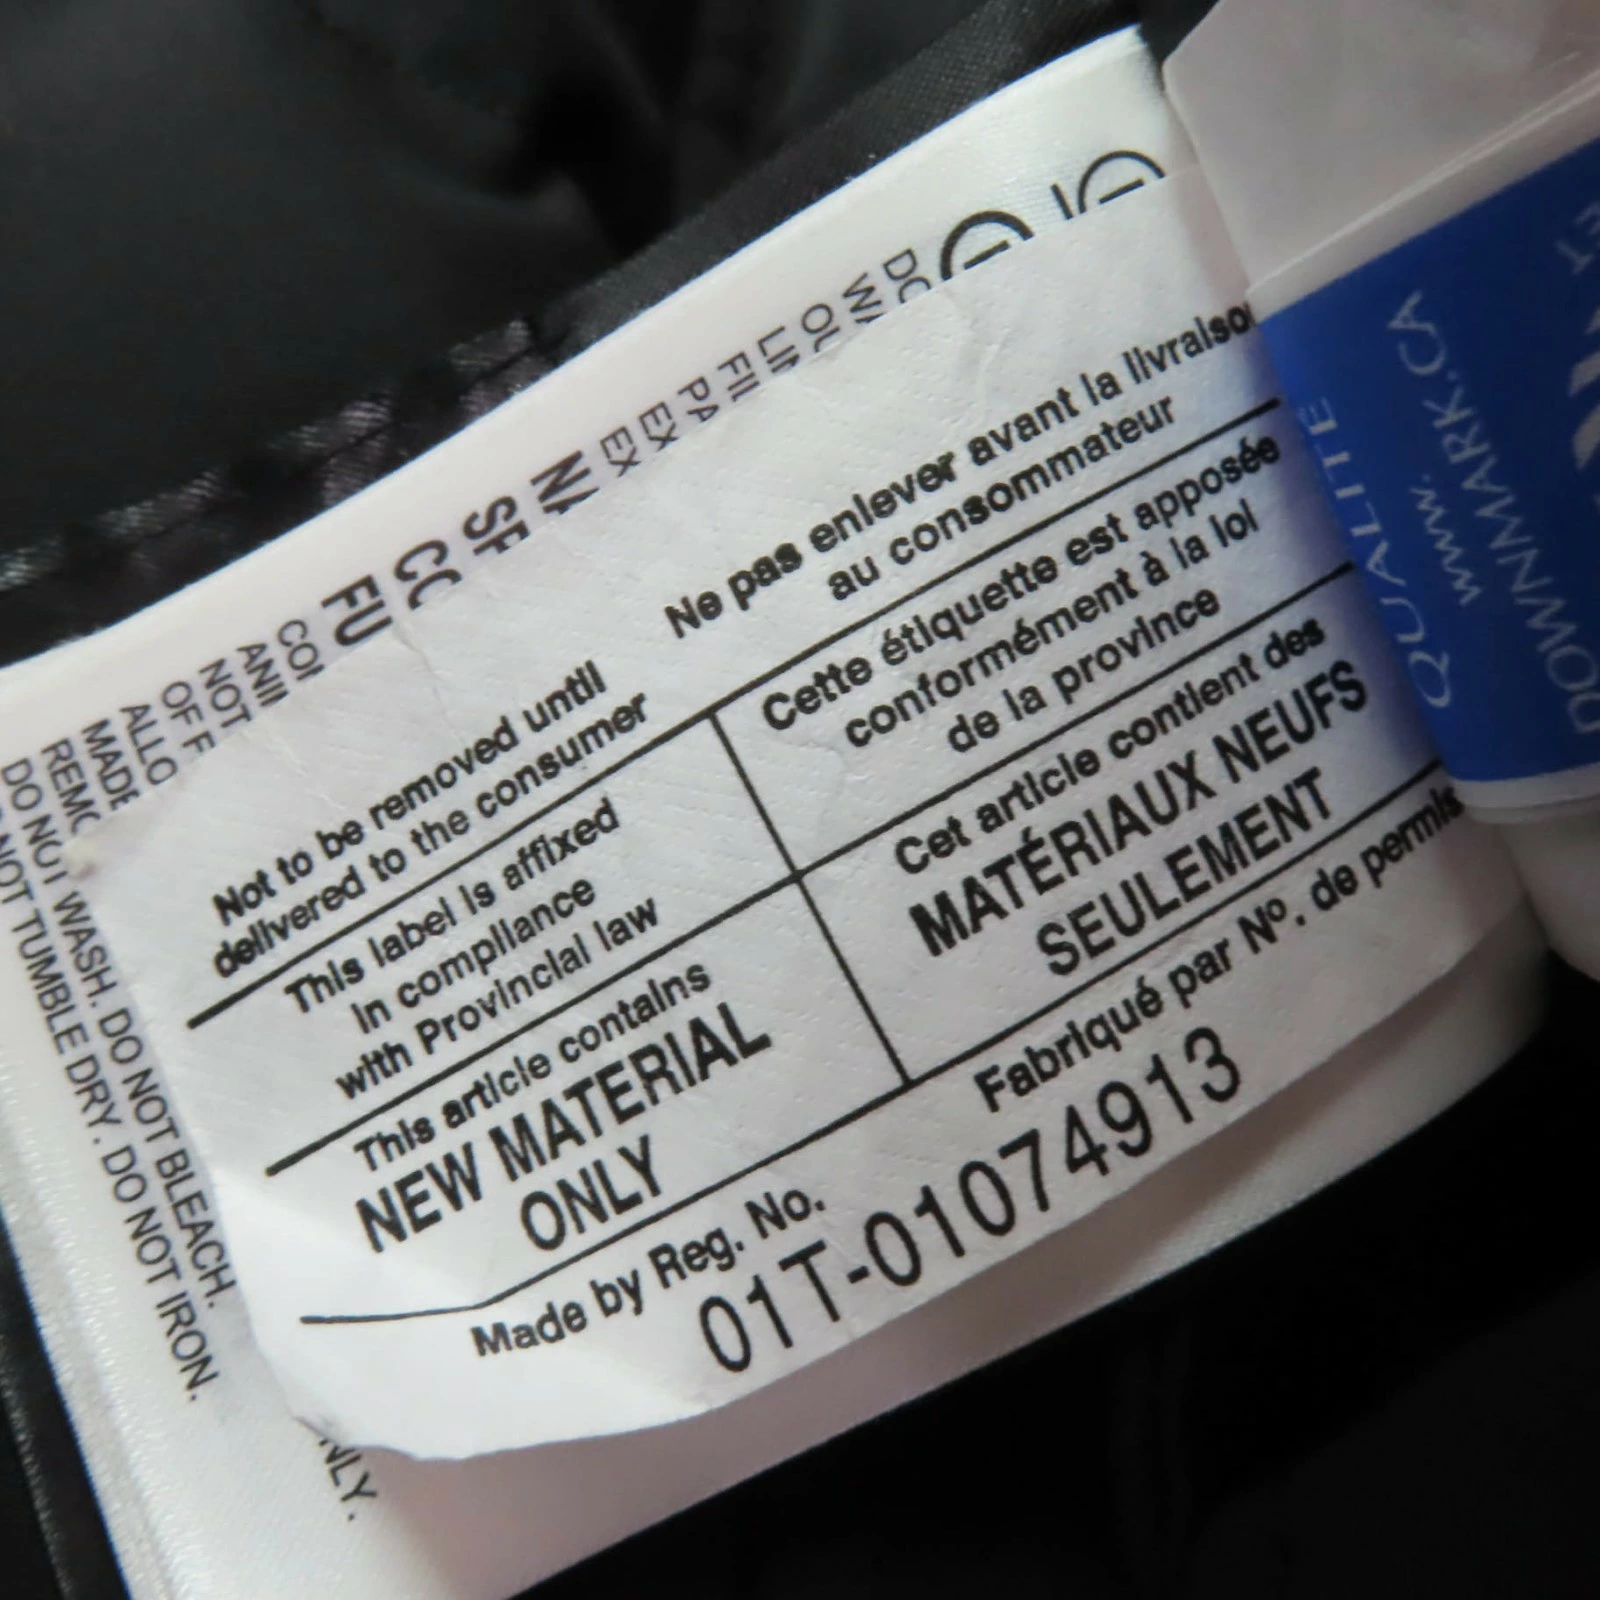 Not to be removed until
delivered to the consumer
Ne pas enlever avant la livraison
au consommateur
This label is affixed
in compliance
with Provincial law
Cette étiquette est apposée
conformément à la loi
de la province
This article contains
NEW MATERIAL
ONLY
Cet article contient des
MATÉRIAUX NEUFS
SEULEMENT
Made by Reg. No.
Fabriqué par Nº. de permis
01T-01074913
DO NOT WASH. DO NOT BLEACH.
NOT TUMBLE DRY. DO NOT IRON.
MADE
OF
NOT
QUALITÉ
www.
DOWNMARK.CA